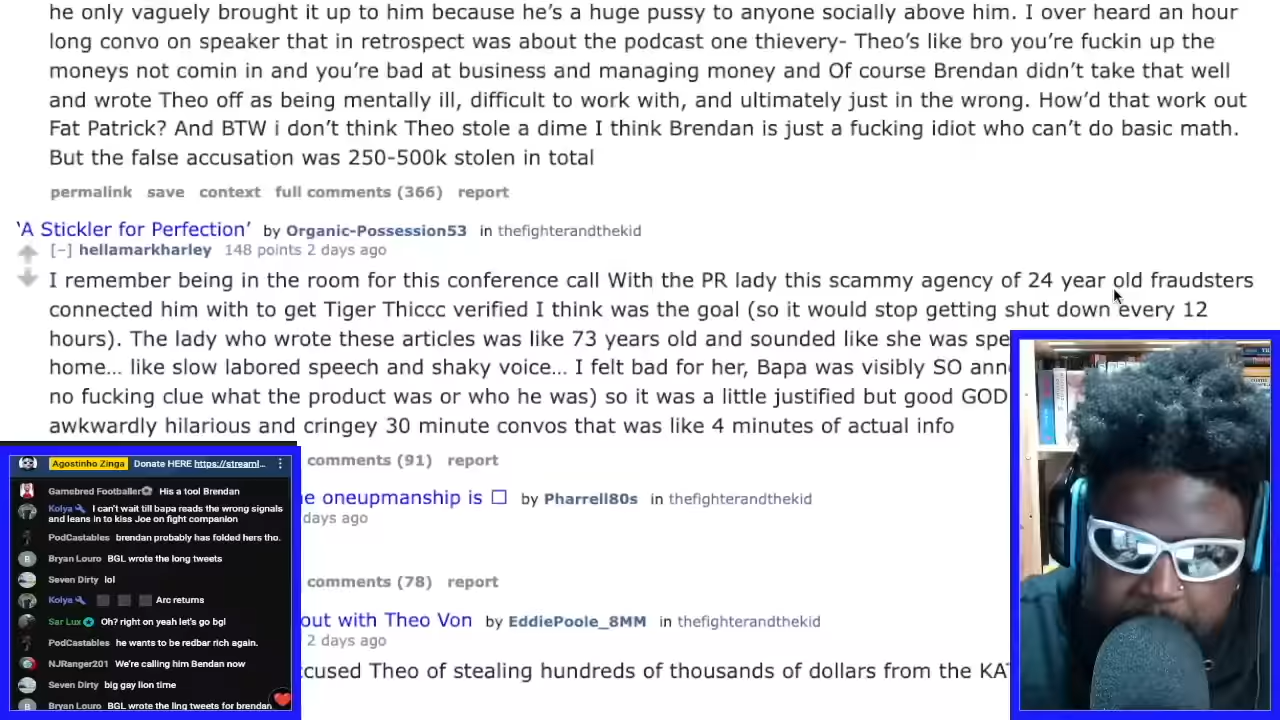 he only vaguely brought it up to him because he’s a huge pussy to anyone socially above him. I over heard an hour
long convo on speaker that in retrospect was about the podcast one thievery- Theo’s like bro you’re fuckin up the
moneys not comin in and you’re bad at business and managing money and Of course Brendan didn’t take that well
and wrote Theo off as being mentally ill, difficult to work with, and ultimately just in the wrong. How’d that work out
Fat Patrick? And BTW i don’t think Theo stole a dime I think Brendan is just a fucking idiot who can’t do basic math.
But the false accusation was 250-500k stolen in total
permalink save context full comments (366) report
‘A Stickler for Perfection’ by Organic-Possession53 in thefighterandthekid
[–] hellamarkharley 148 points 2 days ago
I remember being in the room for this conference call With the PR lady this scammy agency of 24 year old fraudsters
connected him with to get Tiger Thiccc verified I think was the goal (so it would stop getting shut down every 12
hours). The lady who wrote these articles was like 73 years old and sounded like she was spe
home… like slow labored speech and shaky voice… I felt bad for her, Bapa was visibly SO ann
no fucking clue what the product was or who he was) so it was a little justified but good GOD
awkwardly hilarious and cringey 30 minute convos that was like 4 minutes of actual info
comments (91) report
e oneupmanship is □ by Pharrell80s in thefighterandthekid
days ago
comments (78) report
out with Theo Von by EddiePoole_8MM in thefighterandthekid
2 days ago
ccused Theo of stealing hundreds of thousands of dollars from the KA
Agostinho Zinga Donate HERE https://streaml...
Gamebred Footballer His a tool Brendan
Kolya I can't wait till bapa reads the wrong signals
and leans in to kiss Joe on fight companion
PodCastables brendan probably has folded hers tho.
Bryan Louro BGL wrote the long tweets
Seven Dirty lol
Kolya Arc returns
Sar Lux Oh? right on yeah let's go bgl
PodCastables he wants to be redbar rich again.
NJRanger201 We're calling him Bendan now
Seven Dirty big gay lion time
Bryan Louro BGL wrote the ling tweets for brendan